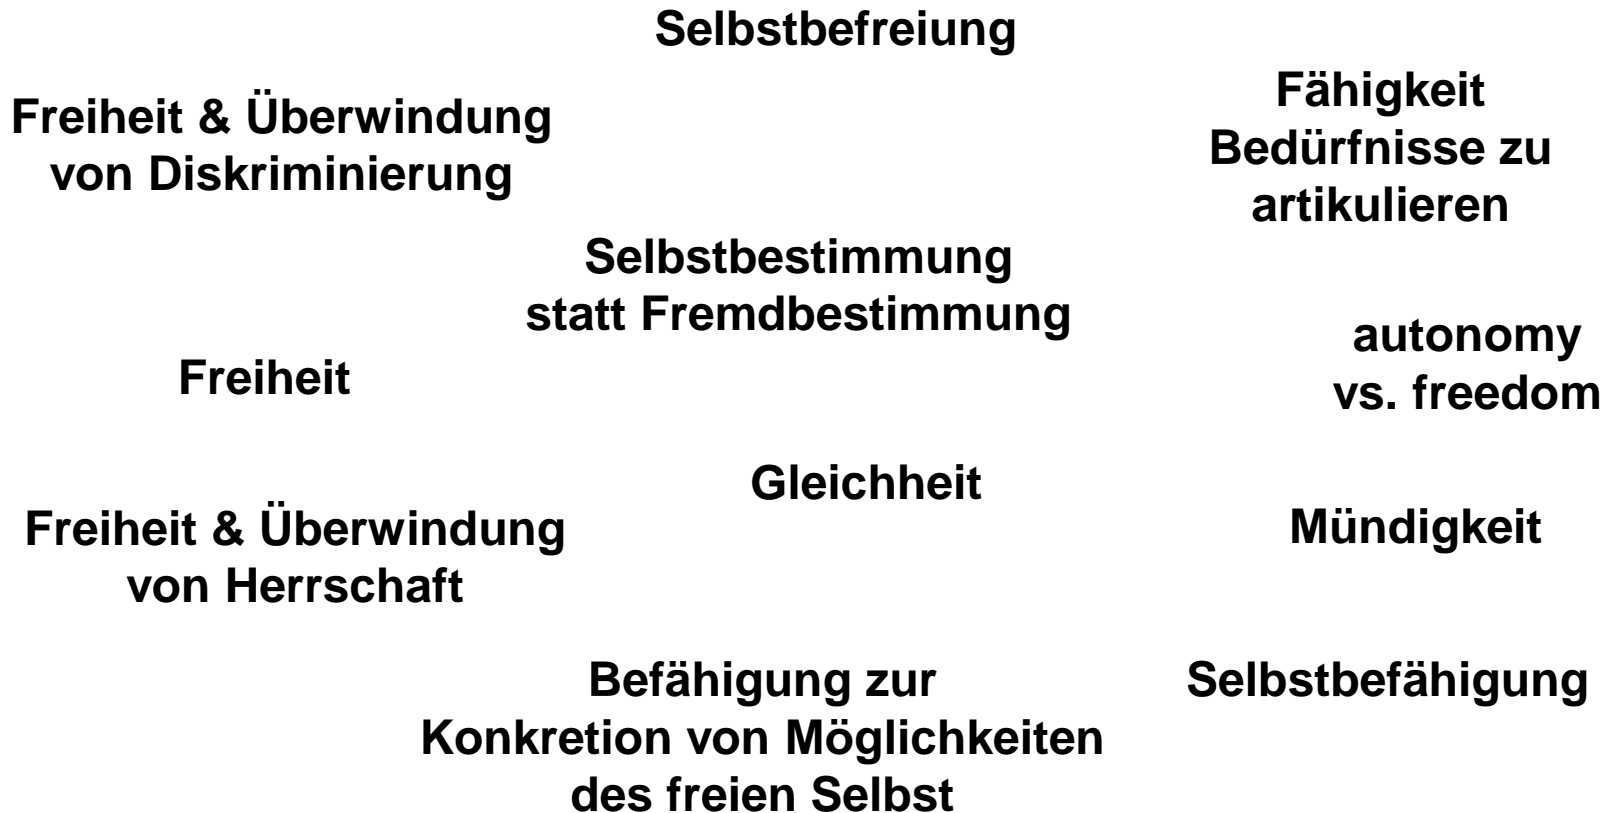 Selbstbefreiung
Freiheit & Überwindung
von Diskriminierung
Fähigkeit
Bedürfnisse zu
artikulieren
Selbstbestimmung
statt Fremdbestimmung
Freiheit
autonomy
vs. freedom
Gleichheit
Freiheit & Überwindung
von Herrschaft
Mündigkeit
Befähigung zur
Konkretion von Möglichkeiten
des freien Selbst
Selbstbefähigung